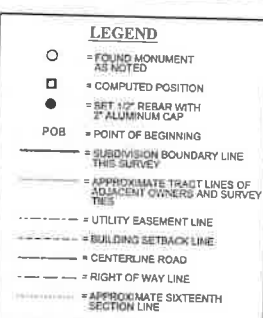 LEGEND
= FOUND MONUMENT
AS NOTED
= COMPUTED POSITION
= SET 1/2" REBAR WITH
2" ALUMINUM CAP
POB = POINT OF BEGINNING
= SUBDIVISION BOUNDARY LINE
THIS SURVEY
= APPROXIMATE TRACT LINES OF
ADJACENT OWNERS AND SURVEY
TIES
= UTILITY EASEMENT LINE
= BUILDING SETBACK LINE
= CENTERLINE ROAD
= RIGHT OF WAY LINE
= APPROXIMATE SIXTEENTH
SECTION LINE